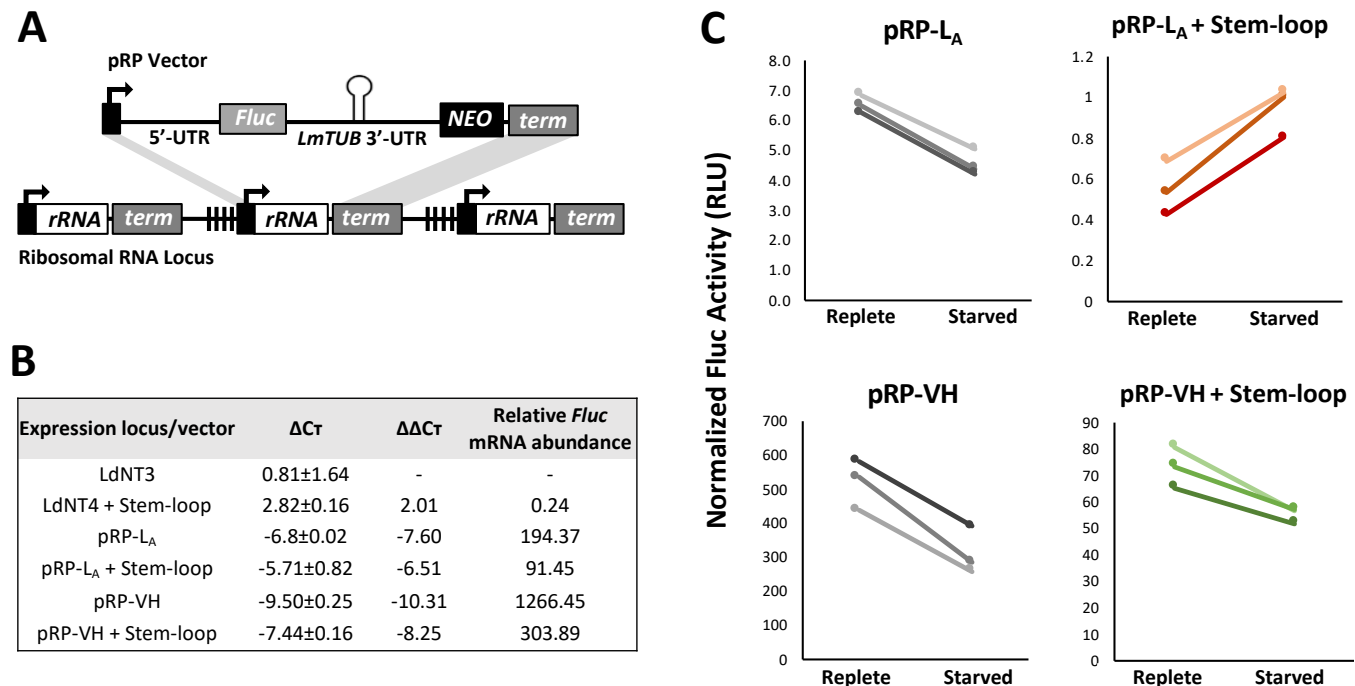 A
pRP Vector
Fluc
NEO
term
5'-UTR
LmTUB 3'-UTR
rRNA
term
rRNA
term
rRNA
term
Ribosomal RNA Locus
B
Expression locus/vector ΔCт ΔΔCт Relative Fluc mRNA abundance
LdNT3 0.81±1.64 - -
LdNT4 + Stem-loop 2.82±0.16 2.01 0.24
pRP-LA -6.8±0.02 -7.60 194.37
pRP-LA + Stem-loop -5.71±0.82 -6.51 91.45
pRP-VH -9.50±0.25 -10.31 1266.45
pRP-VH + Stem-loop -7.44±0.16 -8.25 303.89
C
Normalized Fluc Activity (RLU)
pRP-LA
8.0
7.0
6.0
5.0
4.0
3.0
2.0
1.0
0.0
Replete Starved
pRP-LA + Stem-loop
1.2
1
0.8
0.6
0.4
0.2
0
Replete Starved
pRP-VH
700
600
500
400
300
200
100
0
Replete Starved
pRP-VH + Stem-loop
90
80
70
60
50
40
30
20
10
0
Replete Starved